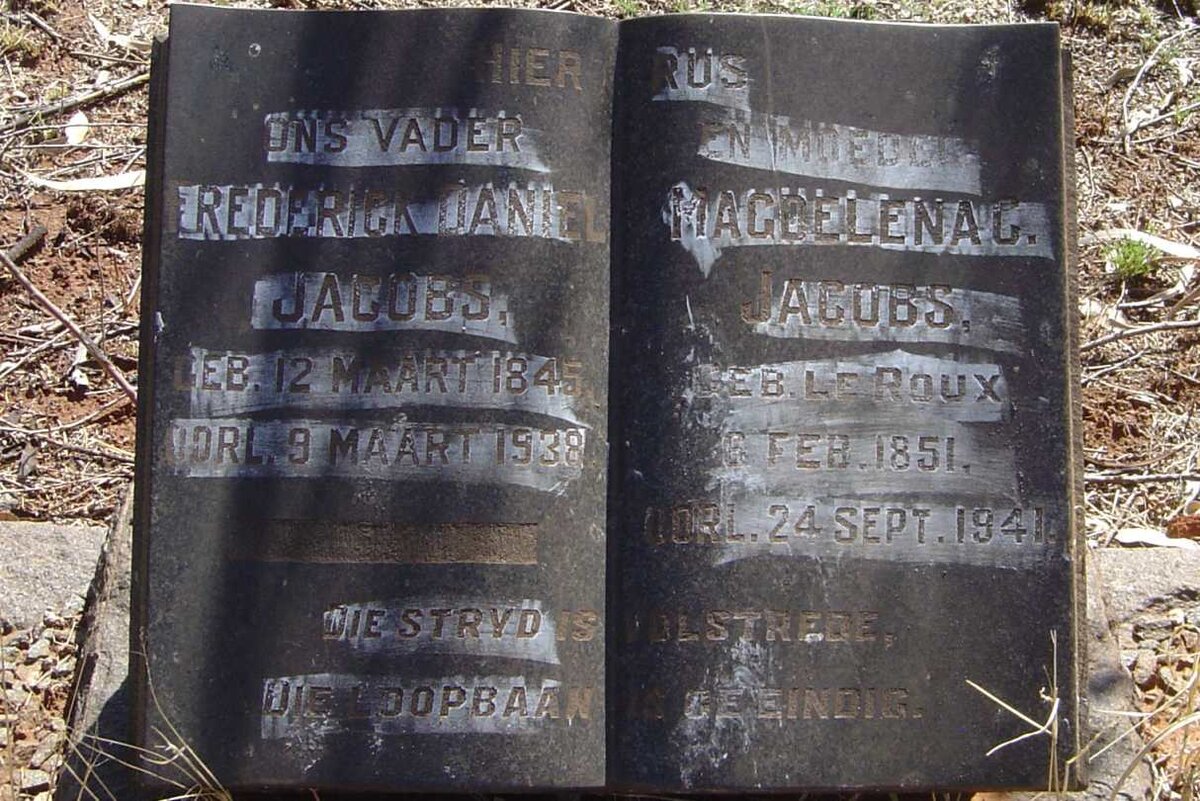 HIER RUS
ONS VADER
FREDERICK DANIEL
JACOBS,
GEB. 12 MAART 1845,
OORL. 9 MAART 1938.
EN MOEDER
MAGDELENA C.
JACOBS,
GEB. LE ROUX
6 FEB. 1851.
OORL. 24 SEPT. 1941.
DIE STRYD IS VOLSTREDE,
DIE LOOPBAAN IS GEEINDIG.